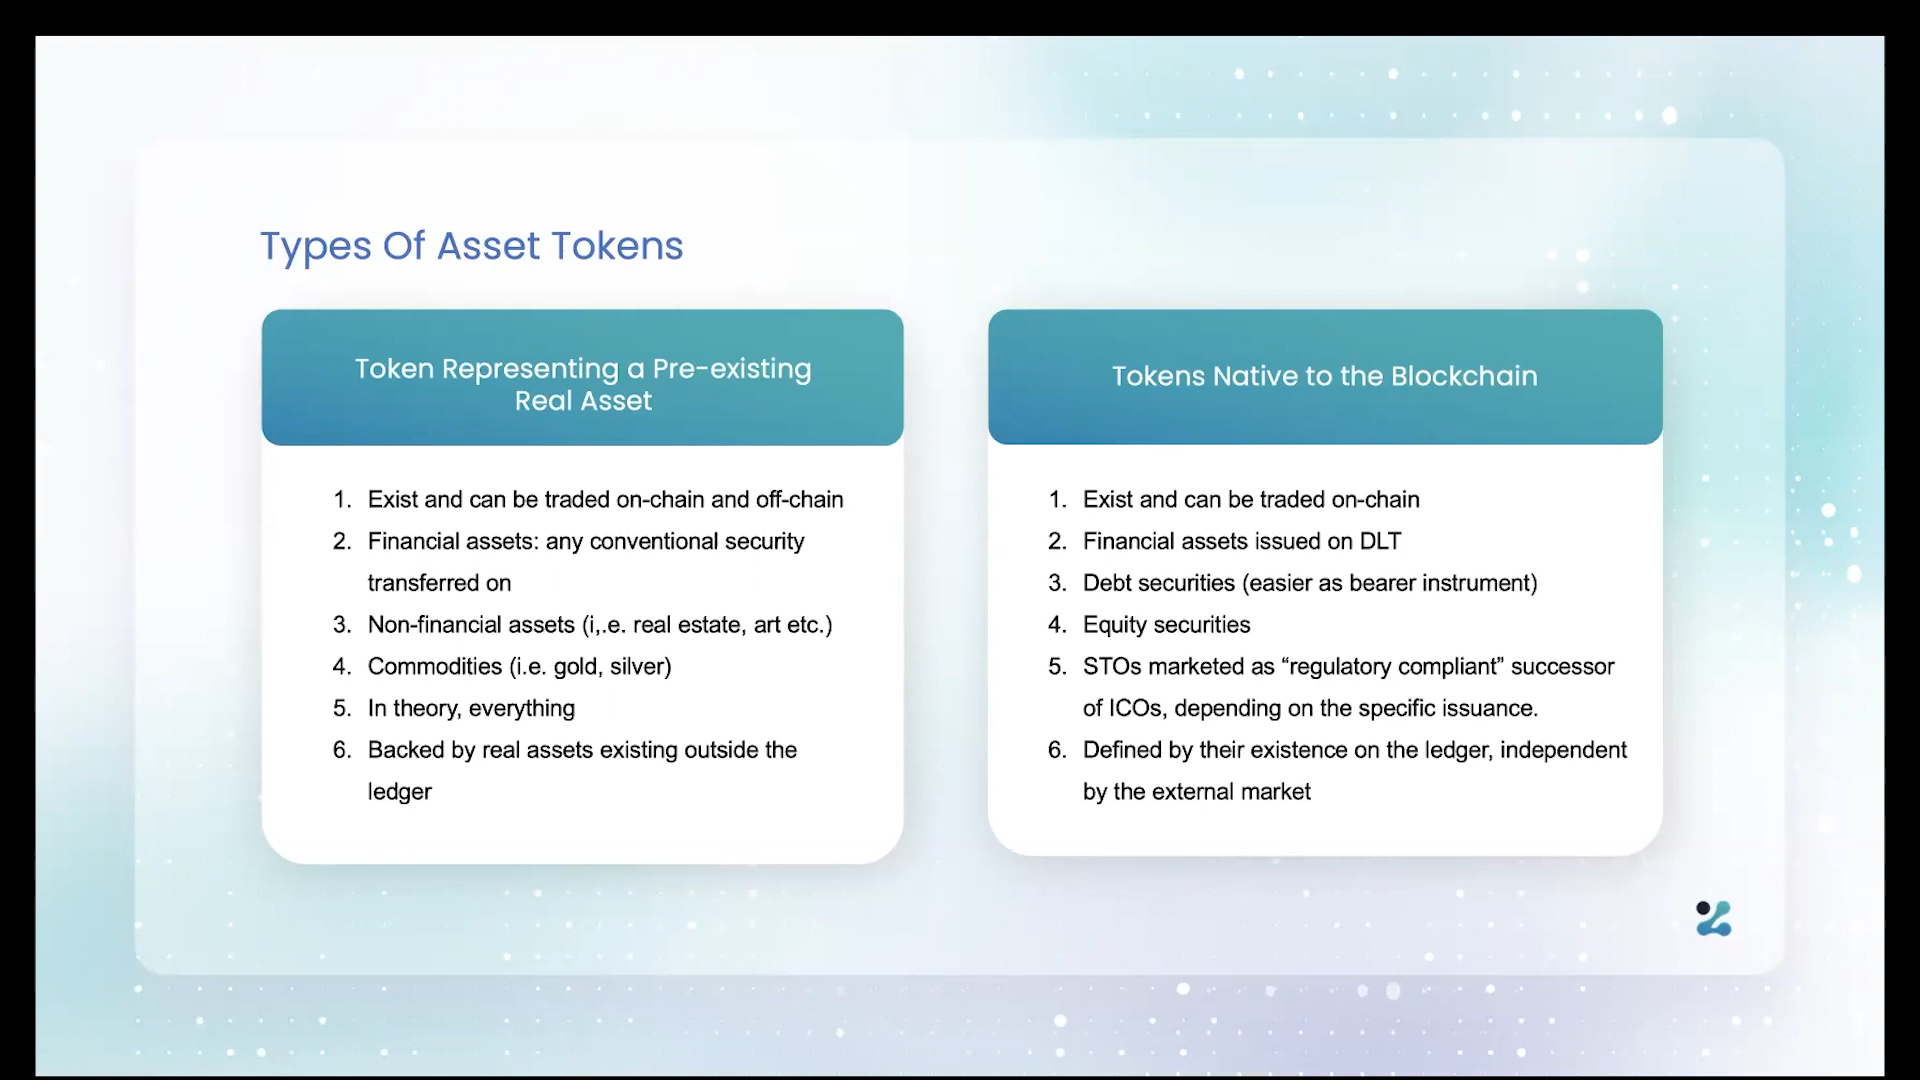 Types Of Asset Tokens
Token Representing a Pre-existing
Real Asset
1. Exist and can be traded on-chain and off-chain
2. Financial assets: any conventional security
transferred on
3. Non-financial assets (i,.e. real estate, art etc.)
4. Commodities (i.e. gold, silver)
5. In theory, everything
6. Backed by real assets existing outside the
ledger
Tokens Native to the Blockchain
1. Exist and can be traded on-chain
2. Financial assets issued on DLT
3. Debt securities (easier as bearer instrument)
4. Equity securities
5. STOs marketed as “regulatory compliant” successor
of ICOs, depending on the specific issuance.
6. Defined by their existence on the ledger, independent
by the external market